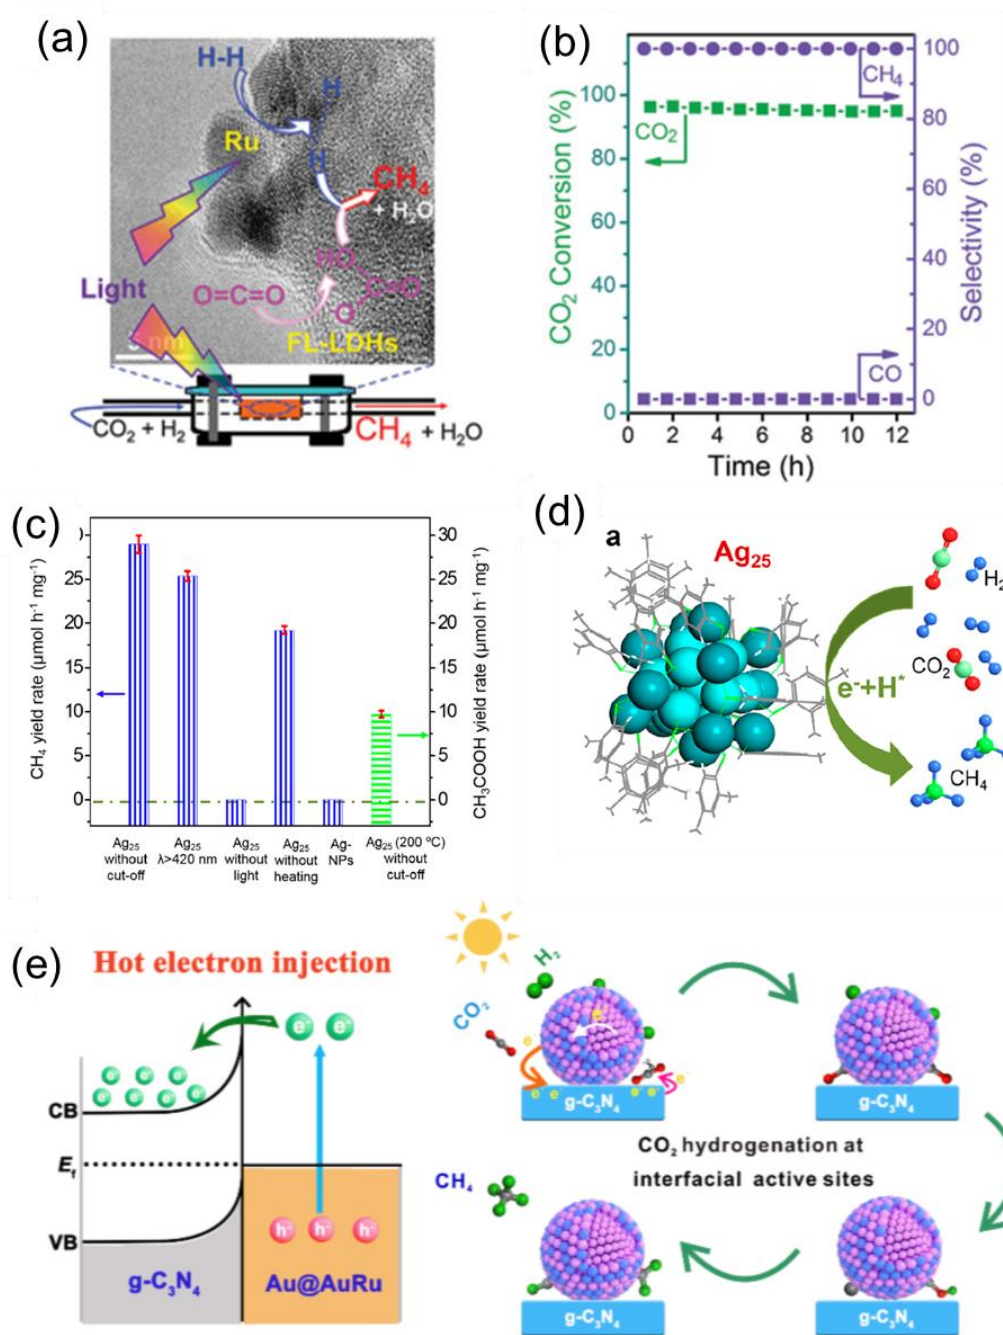 (a)
H-H
H
Ru
H
CH₄
+ H₂O
HO
Light
O=C=O
C=O
O
FL-LDHs
5 nm
CO₂ + H₂
CH₄ + H₂O
(b)
CO₂ Conversion (%)
100
80
60
40
20
0
CO₂
CH₄
CO
100
80
60
40
20
0
Selectivity (%)
0 2 4 6 8 10 12
Time (h)
(c)
CH₄ yield rate (μmol h⁻¹ mg⁻¹)
25
20
15
10
5
0
30
25
20
15
10
5
0
CH₃COOH yield rate (μmol h⁻¹ mg⁻¹)
Ag₂₅ without cut-off
Ag₂₅ λ>420 nm
Ag₂₅ without light
Ag₂₅ without heating
Ag-NPs
Ag₂₅ (200 °C) without cut-off
(d)
a
Ag₂₅
H₂
CO₂
e⁻+H*
CH₄
(e)
Hot electron injection
e⁻ e⁻
e⁻ e⁻ e⁻
e⁻ e⁻ e⁻ e⁻
CB
E_f
VB
h⁺ h⁺ h⁺
g-C₃N₄
Au@AuRu
H₂
CO₂
e⁻
e⁻
e⁻
e⁻ e⁻
e⁻ e⁻
g-C₃N₄
g-C₃N₄
CO₂ hydrogenation at
interfacial active sites
CH₄
g-C₃N₄
g-C₃N₄